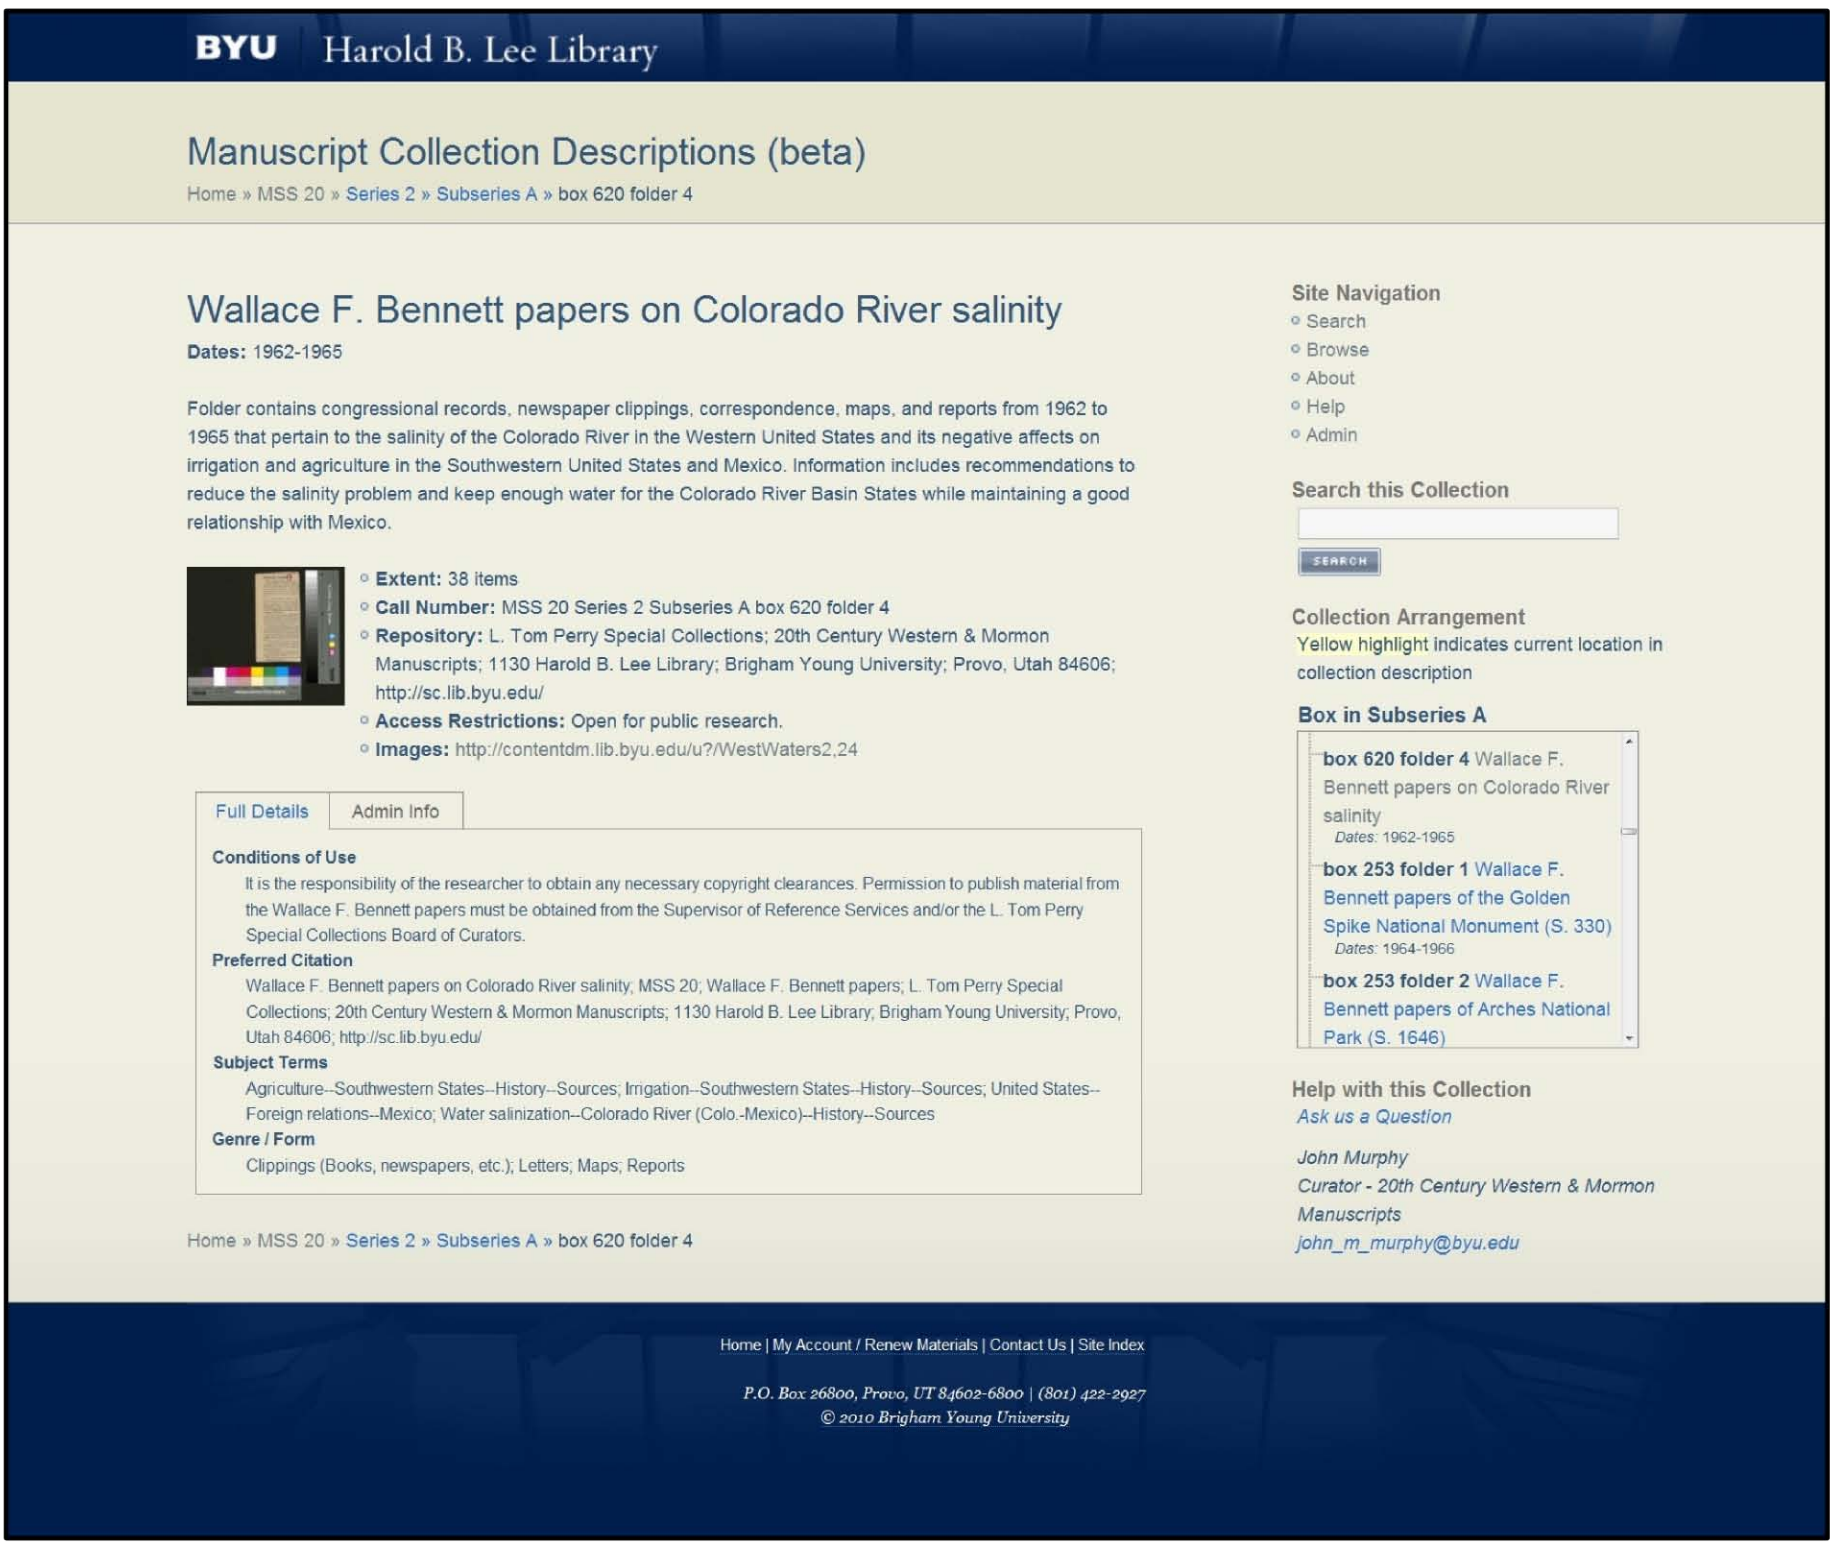 BYU | Harold B. Lee Library
Manuscript Collection Descriptions (beta)
Home » MSS 20 » Series 2 » Subseries A » box 620 folder 4
Wallace F. Bennett papers on Colorado River salinity
Dates: 1962-1965
Folder contains congressional records, newspaper clippings, correspondence, maps, and reports from 1962 to
1965 that pertain to the salinity of the Colorado River in the Western United States and its negative affects on
irrigation and agriculture in the Southwestern United States and Mexico. Information includes recommendations to
reduce the salinity problem and keep enough water for the Colorado River Basin States while maintaining a good
relationship with Mexico.
Extent: 38 items
Call Number: MSS 20 Series 2 Subseries A box 620 folder 4
Repository: L. Tom Perry Special Collections; 20th Century Western & Mormon
Manuscripts; 1130 Harold B. Lee Library; Brigham Young University; Provo, Utah 84606;
http://sc.lib.byu.edu/
Access Restrictions: Open for public research.
Images: http://contentdm.lib.byu.edu/u?/WestWaters2,24
Full Details
Admin Info
Conditions of Use
It is the responsibility of the researcher to obtain any necessary copyright clearances. Permission to publish material from
the Wallace F. Bennett papers must be obtained from the Supervisor of Reference Services and/or the L. Tom Perry
Special Collections Board of Curators.
Preferred Citation
Wallace F. Bennett papers on Colorado River salinity; MSS 20; Wallace F. Bennett papers; L. Tom Perry Special
Collections; 20th Century Western & Mormon Manuscripts; 1130 Harold B. Lee Library; Brigham Young University; Provo,
Utah 84606; http://sc.lib.byu.edu/
Subject Terms
Agriculture--Southwestern States--History--Sources; Irrigation--Southwestern States--History--Sources; United States--
Foreign relations--Mexico; Water salinization--Colorado River (Colo.-Mexico)--History--Sources
Genre / Form
Clippings (Books, newspapers, etc.); Letters; Maps; Reports
Home » MSS 20 » Series 2 » Subseries A » box 620 folder 4
Site Navigation
Search
Browse
About
Help
Admin
Search this Collection
SEARCH
Collection Arrangement
Yellow highlight indicates current location in
collection description
Box in Subseries A
box 620 folder 4 Wallace F.
Bennett papers on Colorado River
salinity
Dates: 1962-1965
box 253 folder 1 Wallace F.
Bennett papers of the Golden
Spike National Monument (S. 330)
Dates: 1964-1966
box 253 folder 2 Wallace F.
Bennett papers of Arches National
Park (S. 1646)
Help with this Collection
Ask us a Question
John Murphy
Curator - 20th Century Western & Mormon
Manuscripts
john_m_murphy@byu.edu
Home | My Account / Renew Materials | Contact Us | Site Index
P.O. Box 26800, Provo, UT 84602-6800 | (801) 422-2927
© 2010 Brigham Young University